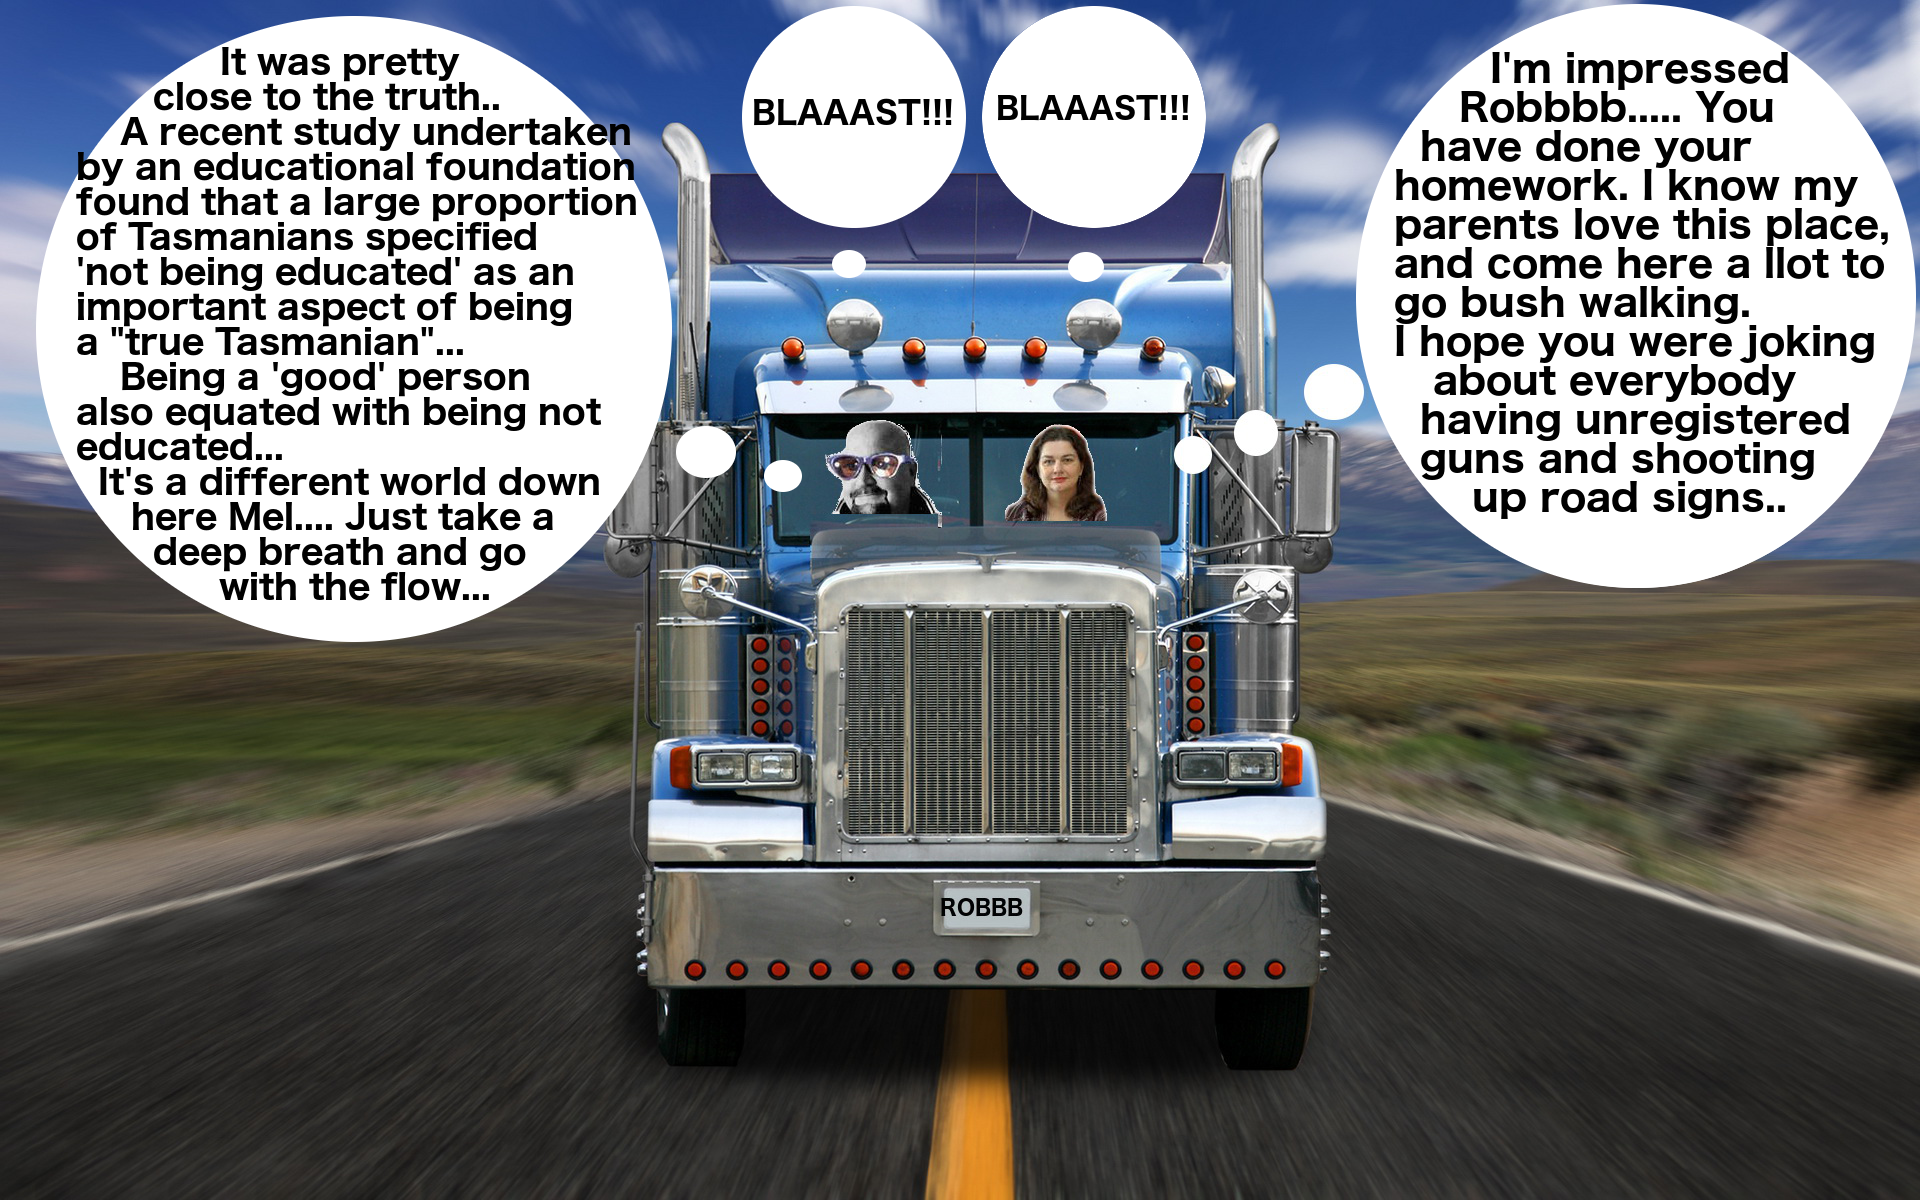 BLAAAST!!!
BLAAAST!!!
I'm impressed
Robbbb..... You
have done your
homework. I know my
parents love this place,
and come here a llot to
go bush walking.
I hope you were joking
about everybody
having unregistered
guns and shooting
up road signs..
It was pretty
close to the truth..
A recent study undertaken
by an educational foundation
found that a large proportion
of Tasmanians specified
'not being educated' as an
important aspect of being
a "true Tasmanian"...
Being a 'good' person
also equated with being not
educated...
It's a different world down
here Mel.... Just take a
deep breath and go
with the flow...
ROBBB